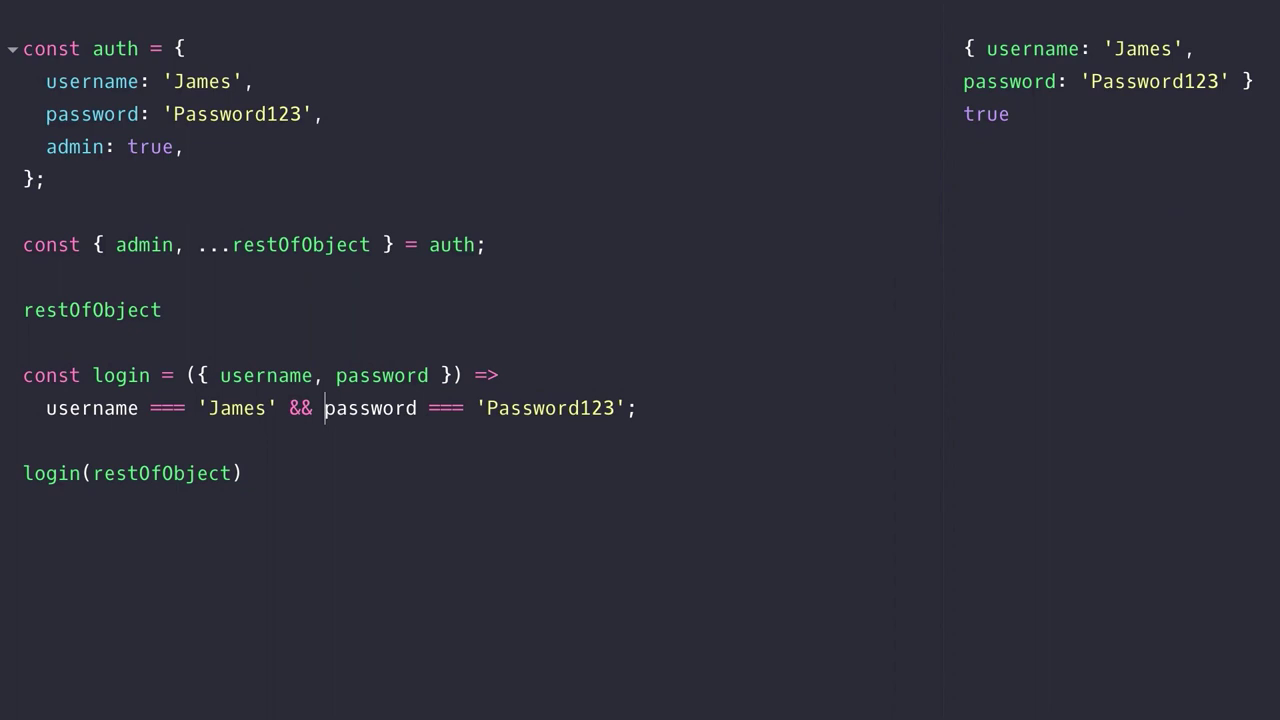 const auth = {
  username: 'James',
  password: 'Password123',
  admin: true,
};
const { admin, ...restOfObject } = auth;
restOfObject
const login = ({ username, password }) =>
  username === 'James' && password === 'Password123';
login(restOfObject)
{ username: 'James',
password: 'Password123' }
true